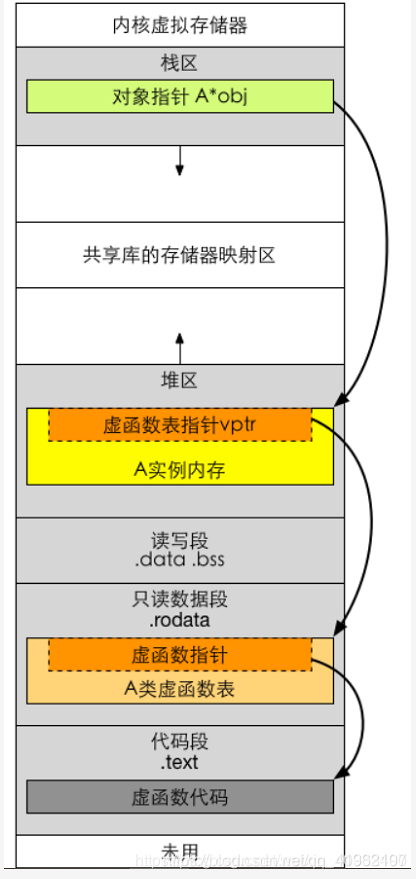 内核虚拟存储器
栈区
对象指针 A*obj
共享库的存储器映射区
堆区
虚函数表指针vptr
A实例内存
读写段
.data .bss
只读数据段
.rodata
虚函数指针
A类虚函数表
代码段
.text
虚函数代码
未用